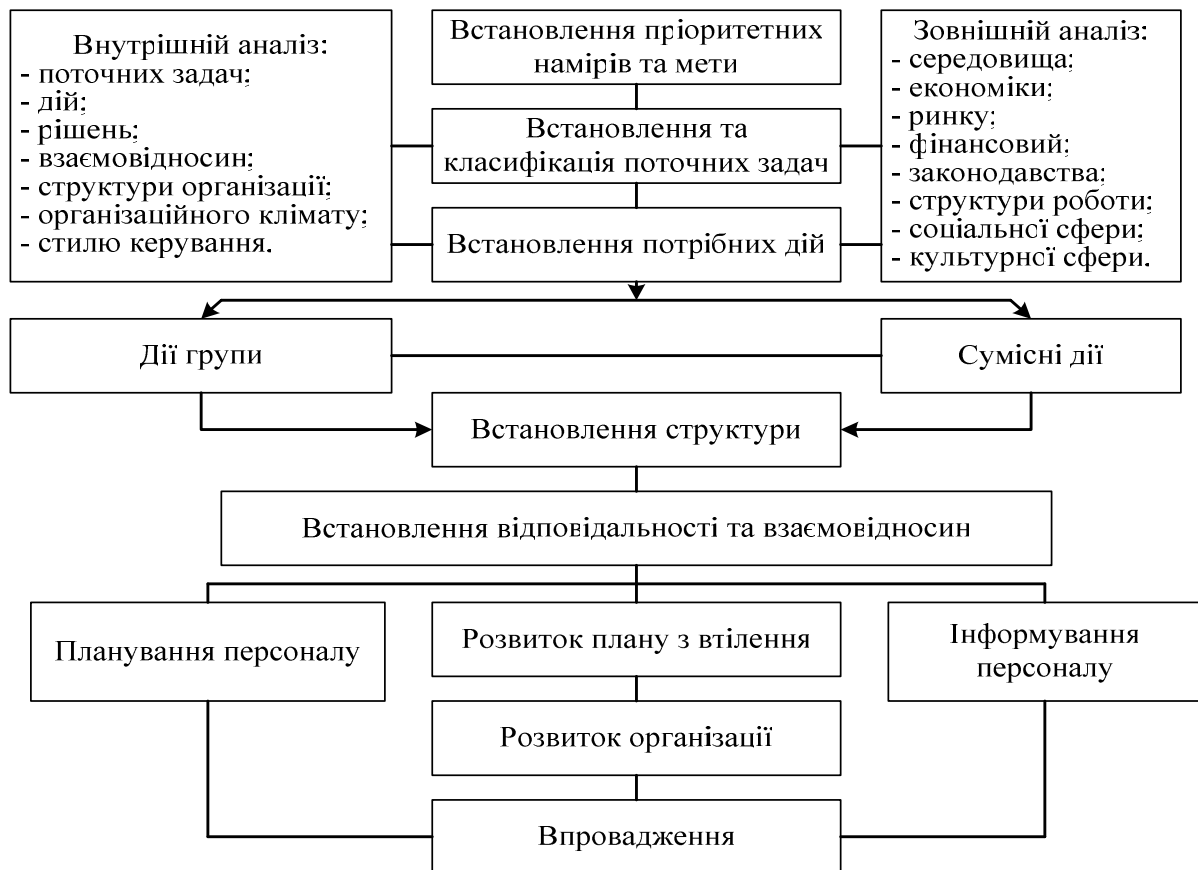 Внутрішній аналіз:
- поточних задач;
- дій;
- рішень;
- взаємовідносин;
- структури організації;
- організаційного клімату;
- стилю керування.
Встановлення пріоритетних
намірів та мети
Встановлення та
класифікація поточних задач
Встановлення потрібних дій
Зовнішній аналіз:
- середовища;
- економіки;
- ринку;
- фінансовий;
- законодавства;
- структури роботи;
- соціальної сфери;
- культурної сфери.
Дії групи
Сумісні дії
Встановлення структури
Встановлення відповідальності та взаємовідносин
Планування персоналу
Розвиток плану з втілення
Інформування
персоналу
Розвиток організації
Впровадження